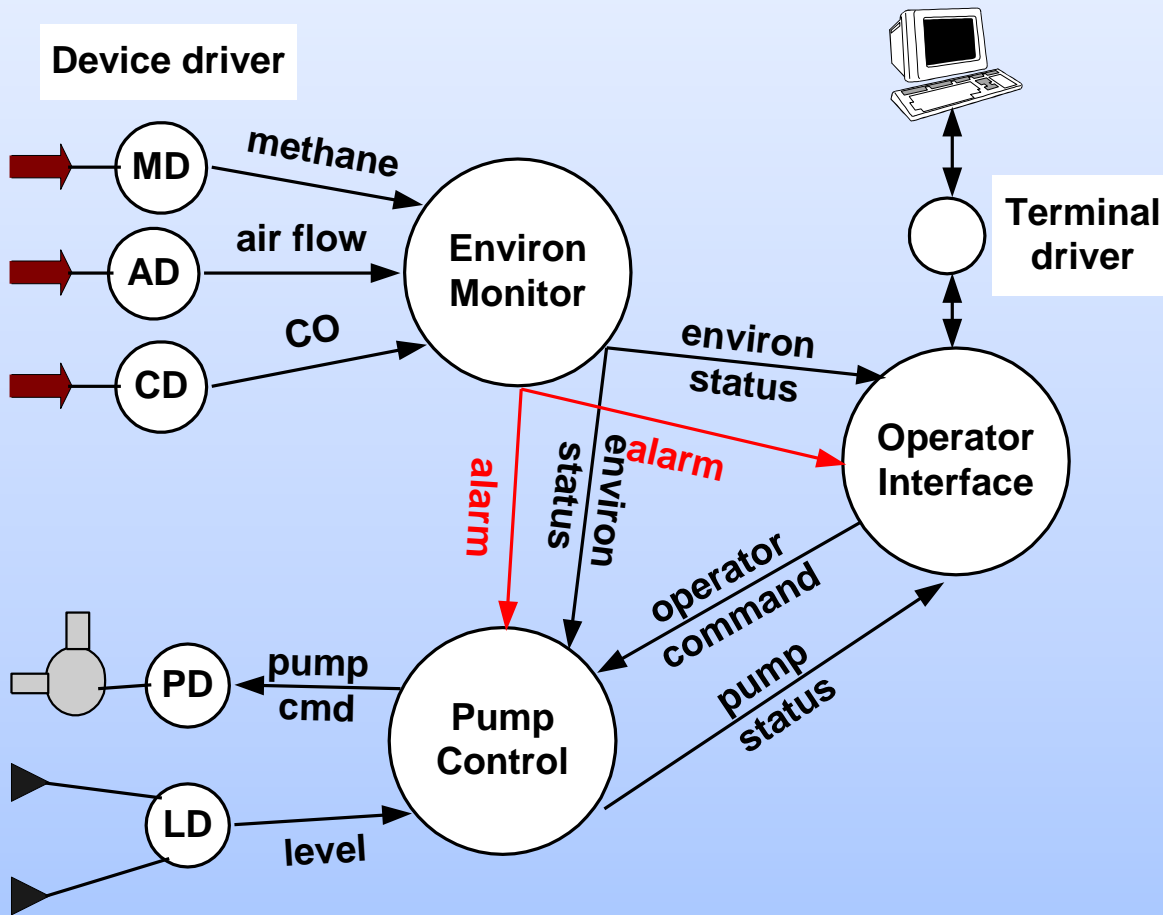 Device driver
MD
methane
AD
air flow
CD
CO
Environ
Monitor
Terminal
driver
environ
status
alarm
alarm
environ
status
Operator
Interface
operator
command
pump
status
PD
pump
cmd
Pump
Control
LD
level